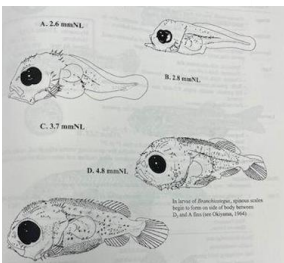 A. 2.6 mmNL
B. 2.8 mmNL
C. 3.7 mmNL
D. 4.8 mmNL
In larvae of Branchiostegus, spinous scales
begin to form on side of body between
D, and A fins (see Okiyama, 1964).